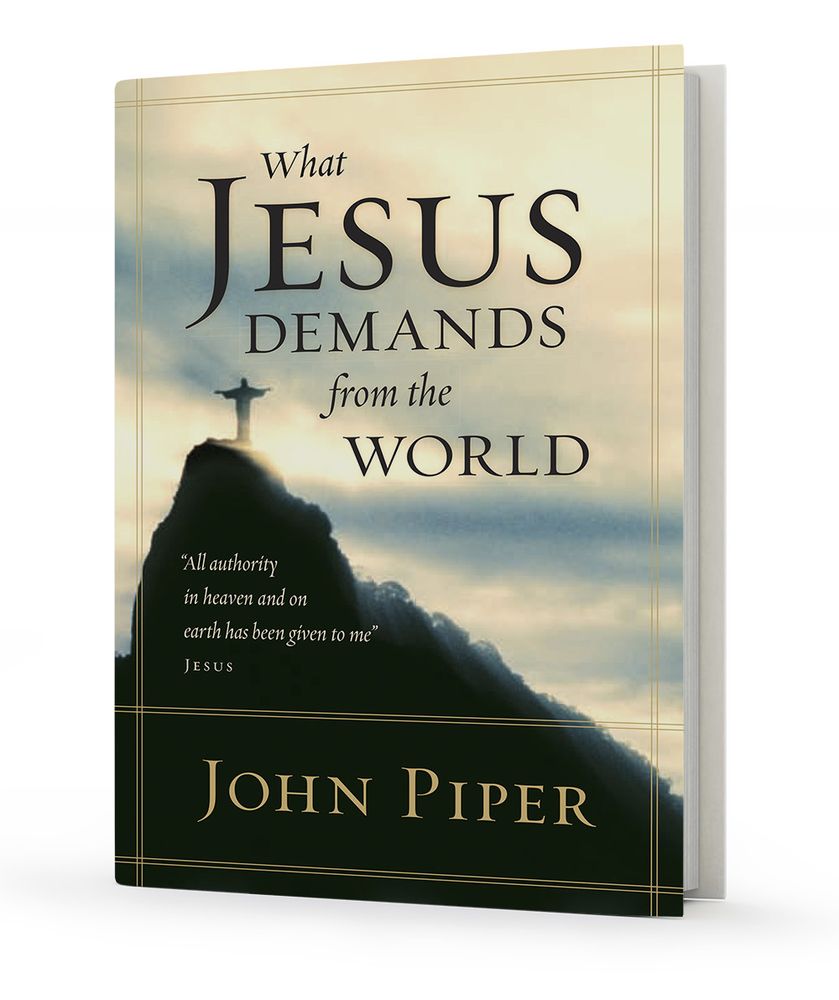 What
JESUS
DEMANDS
from the
WORLD
“All authority
in heaven and on
earth has been given to me”
JESUS
JOHN PIPER